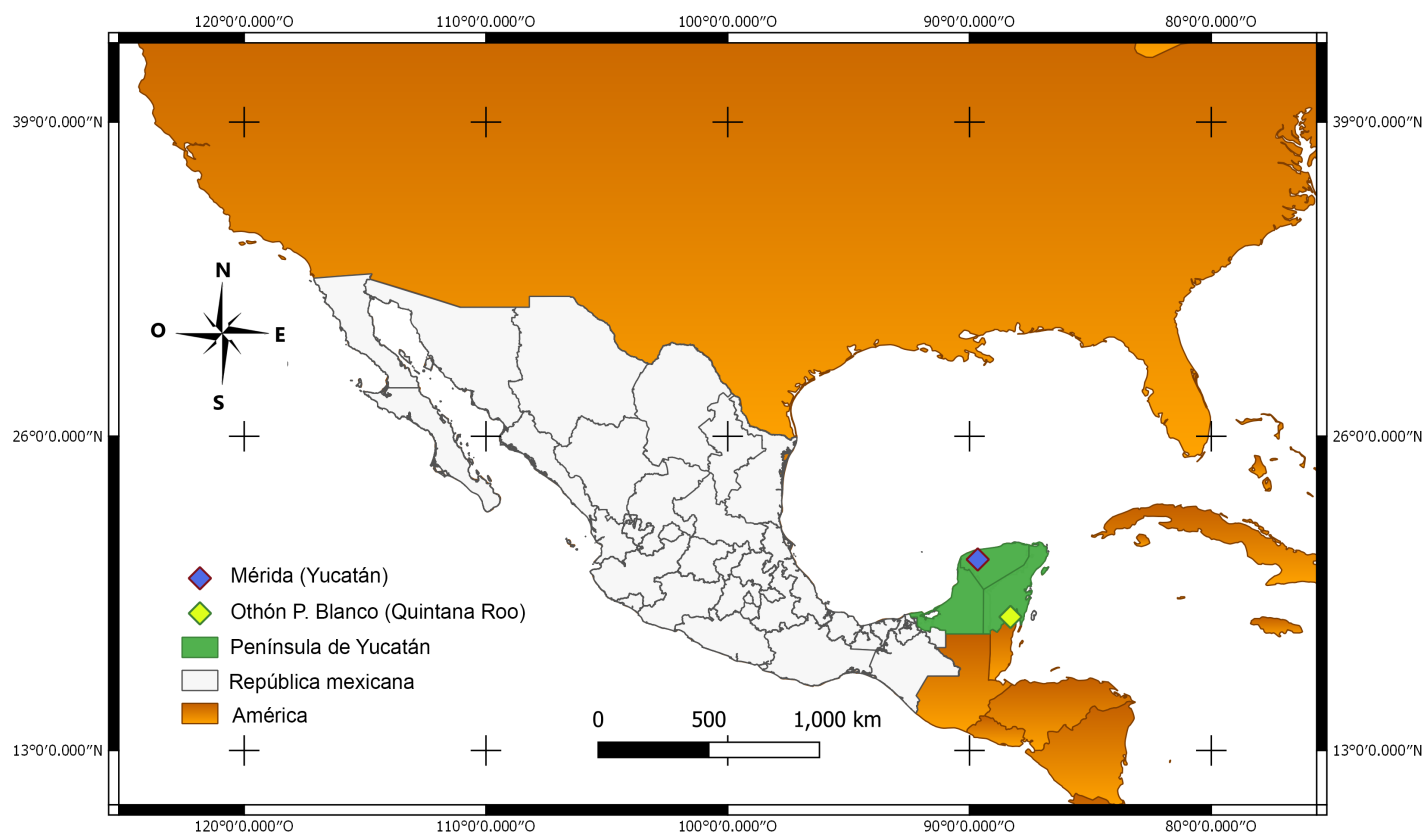 120°0′0.000″O 110°0′0.000″O 100°0′0.000″O 90°0′0.000″O 80°0′0.000″O
39°0′0.000″N 39°0′0.000″N
N
O E
S
26°0′0.000″N 26°0′0.000″N
Mérida (Yucatán)
Othón P. Blanco (Quintana Roo)
Península de Yucatán
República mexicana
América
0 500 1,000 km
13°0′0.000″N 13°0′0.000″N
120°0′0.000″O 110°0′0.000″O 100°0′0.000″O 90°0′0.000″O 80°0′0.000″O